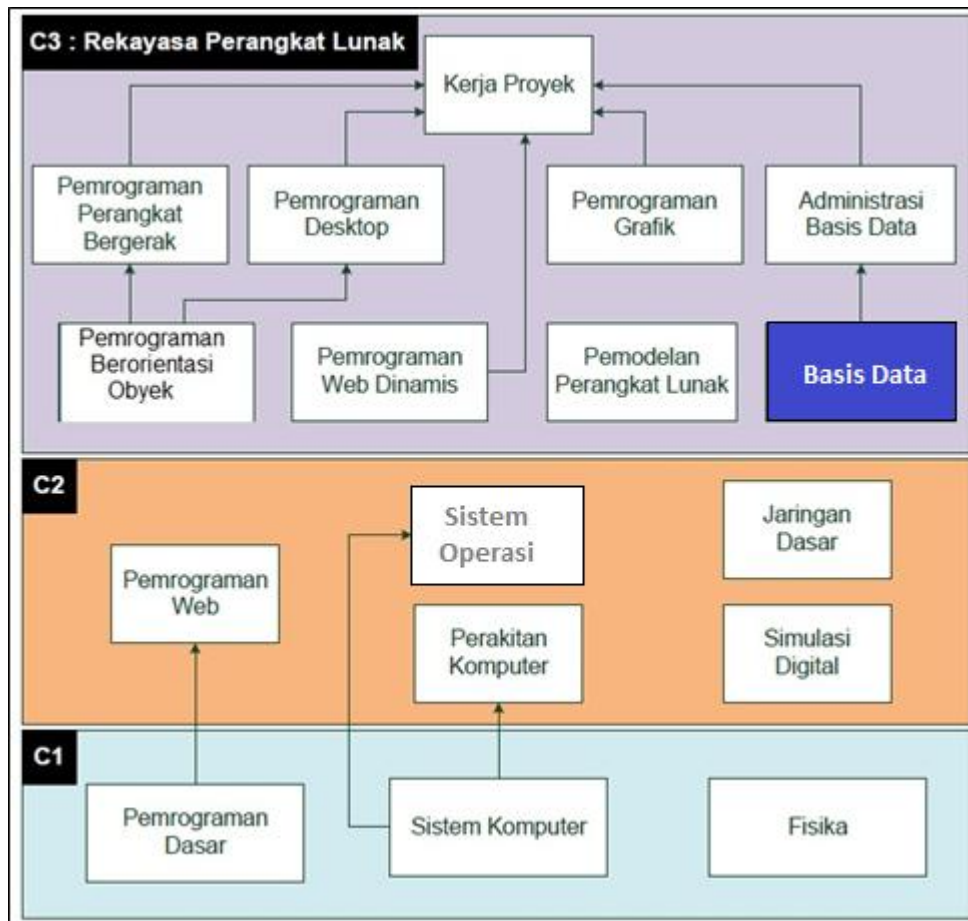 C3 : Rekayasa Perangkat Lunak
Kerja Proyek
Pemrograman
Perangkat
Bergerak
Pemrograman
Desktop
Pemrograman
Grafik
Administrasi
Basis Data
Pemrograman
Berorientasi
Obyek
Pemrograman
Web Dinamis
Pemodelan
Perangkat Lunak
Basis Data
C2
Sistem
Operasi
Jaringan
Dasar
Pemrograman
Web
Perakitan
Komputer
Simulasi
Digital
C1
Pemrograman
Dasar
Sistem Komputer
Fisika